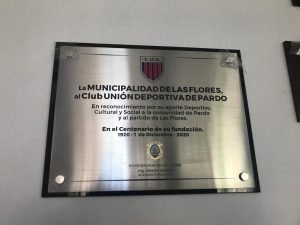 C.U.D.
La MUNICIPALIDAD DE LAS FLORES,
al Club UNIÓN DEPORTIVA DE PARDO
En reconocimiento por su aporte Deportivo,
Cultural y Social a la comunidad de Pardo
y al partido de Las Flores.
En el Centenario de su fundación.
1920 - 1 de Diciembre - 2020
Ing. Alberto